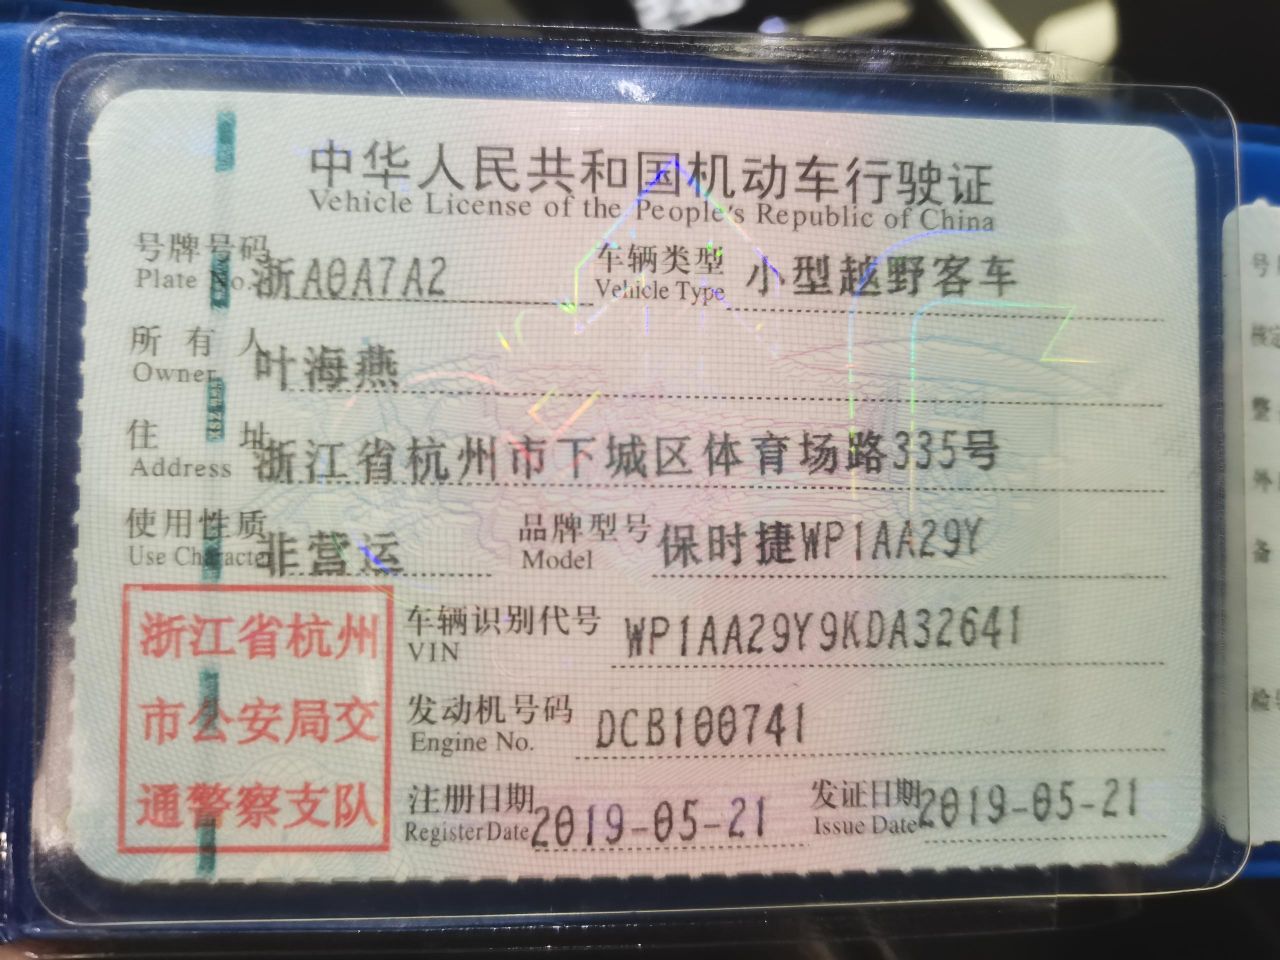 中华人民共和国机动车行驶证
Vehicle License of the People's Republic of China
号牌号码 浙A0A7A2 车辆类型 小型越野客车
Plate No. Vehicle Type
所有人 叶海燕
Owner
住址 浙江省杭州市下城区体育场路335号
Address
使用性质 非营运 品牌型号 保时捷WP1AA29Y
Use Character Model
浙江省杭州
市公安局交
通警察支队
车辆识别代号 WP1AA29Y9KDA32641
VIN
发动机号码 DCB100741
Engine No.
注册日期 2019-05-21 发证日期 2019-05-21
Register Date Issue Date
号
核定
整
外
备
检